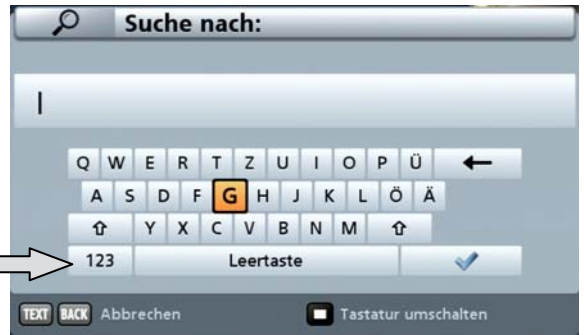 Suche nach:
Q W E R T Z U I O P Ü ←
A S D F G H J K L Ö Ä
⇧ Y X C V B N M ⇧
123 Leertaste ✔
TEXT BACK Abbrechen Tastatur umschalten